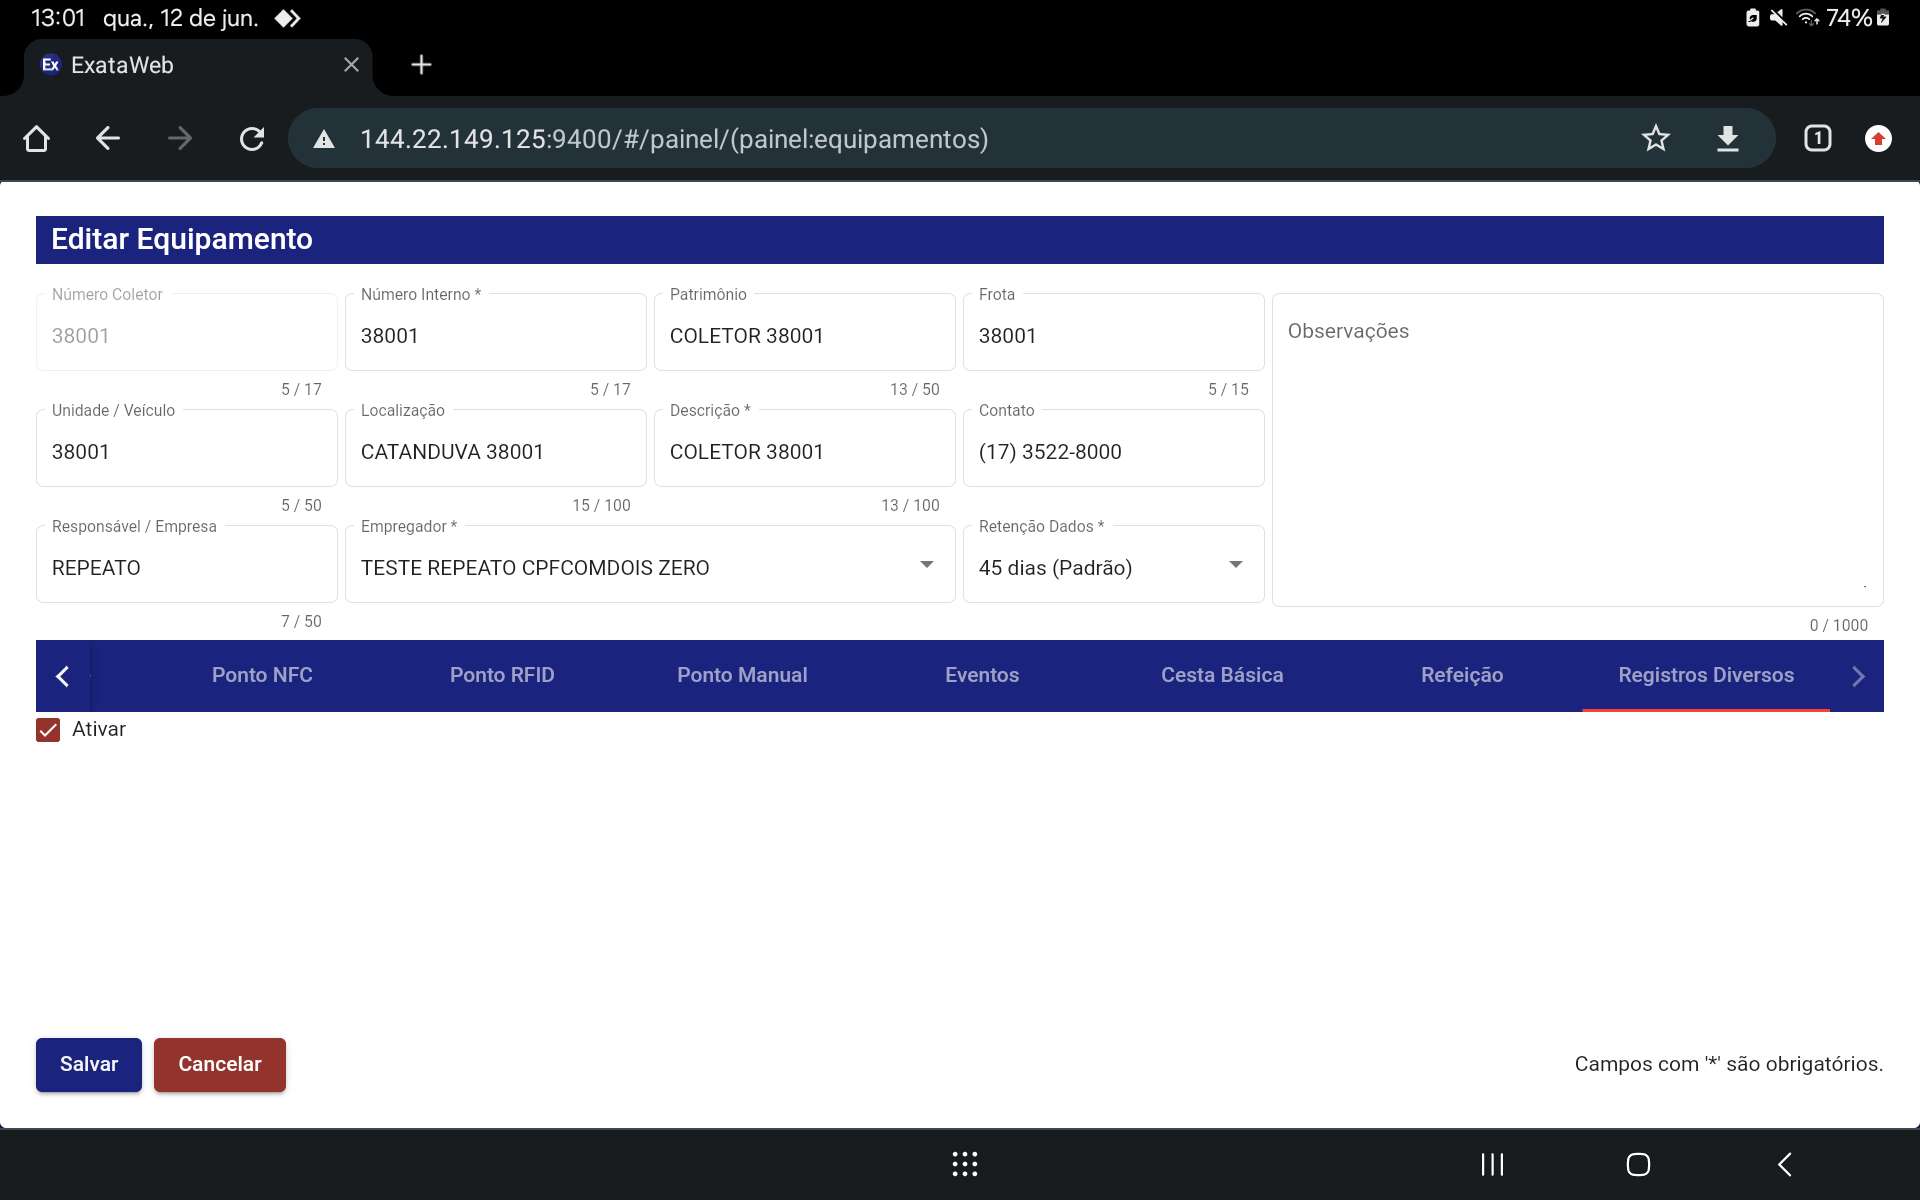 13:01 qua., 12 de jun. 74%
Ex ExataWeb
144.22.149.125:9400/#/painel/(painel:equipamentos) 1
Editar Equipamento
Número Coletor Número Interno * Patrimônio Frota
38001 38001 COLETOR 38001 38001 Observações
5 / 17 5 / 17 13 / 50 5 / 15
Unidade / Veículo Localização Descrição * Contato
38001 CATANDUVA 38001 COLETOR 38001 (17) 3522-8000
5 / 50 15 / 100 13 / 100
Responsável / Empresa Empregador * Retenção Dados *
REPEATO TESTE REPEATO CPFCOMDOIS ZERO 45 dias (Padrão)
7 / 50 0 / 1000
Ponto NFC Ponto RFID Ponto Manual Eventos Cesta Básica Refeição Registros Diversos
Ativar
Salvar Cancelar Campos com '*' são obrigatórios.